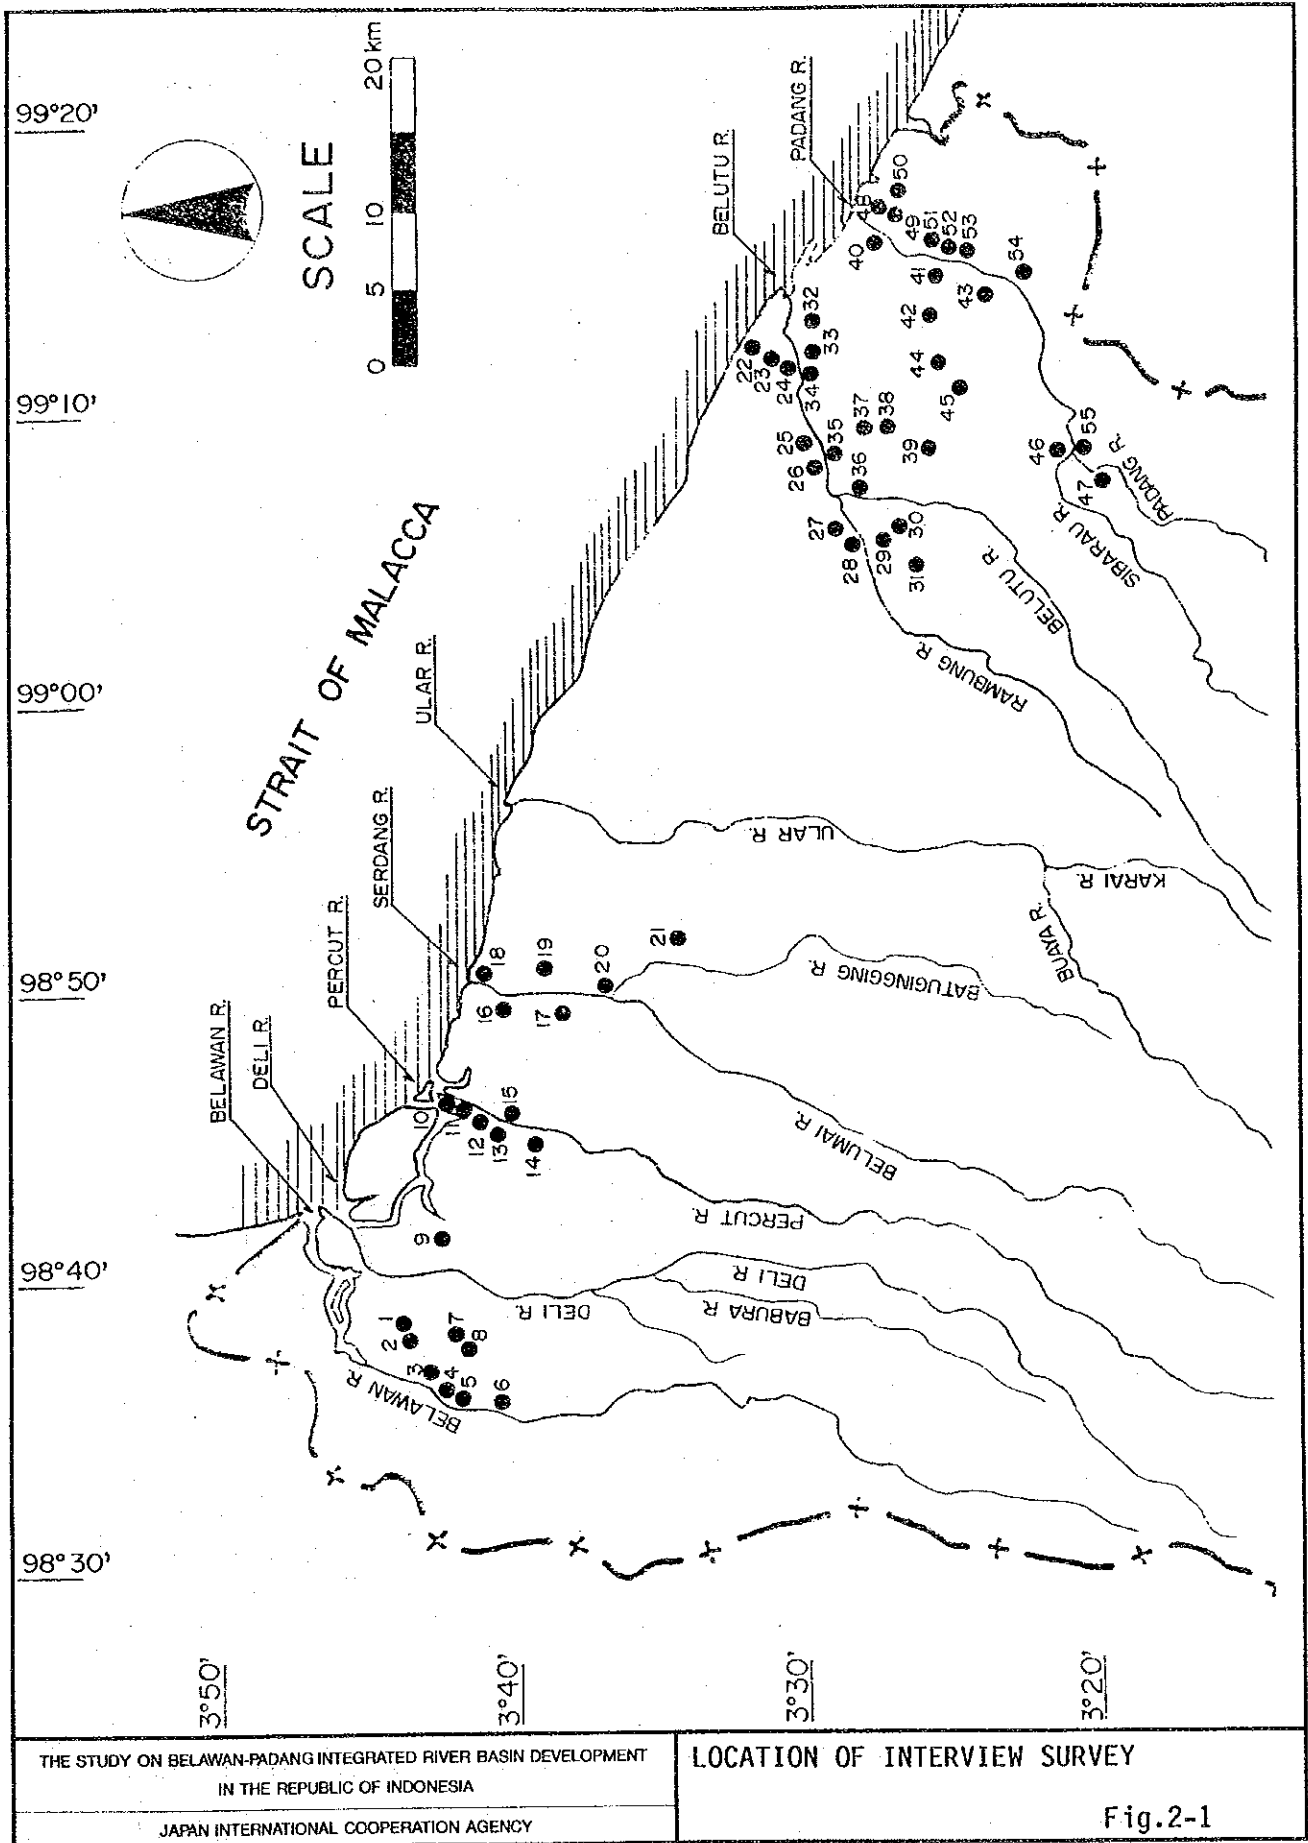 99°20'
99°10'
99°00'
98°50'
98°40'
98°30'
3°50'
3°40'
3°30'
3°20'
SCALE
0 5 10 20 km
STRAIT OF MALACCA
BELAWAN R.
DELI R.
PERCUT R.
SERDANG R.
ULAR R.
BELUTU R.
PADANG R.
BELAWAN R.
DELI R.
DELI R.
BABURA R.
PERCUT R.
BELUMAI R.
BATUGINGGING R.
BUAYA R.
KARAI R.
ULAR R.
RAMBUNG R.
BELUTU R.
SIBARAU R.
PADANG R.
1
2
3
4
5
6
7
8
9
10
11
12
13
14
15
16
17
18
19
20
21
22
23
24
25
26
27
28
29
30
31
32
33
34
35
36
37
38
39
40
41
42
43
44
45
46
47
48
49
50
51
52
53
54
55
THE STUDY ON BELAWAN-PADANG INTEGRATED RIVER BASIN DEVELOPMENT
IN THE REPUBLIC OF INDONESIA
JAPAN INTERNATIONAL COOPERATION AGENCY
LOCATION OF INTERVIEW SURVEY
Fig.2-1